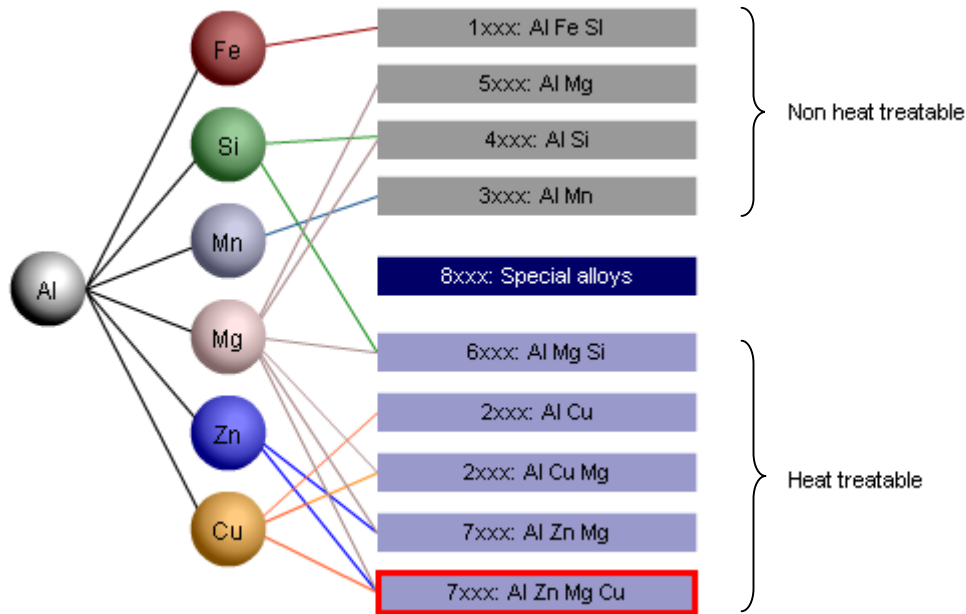 Al
Fe
Si
Mn
Mg
Zn
Cu
1xxx: Al Fe SI
5xxx: Al Mg
4xxx: Al Si
3xxx: Al Mn
8xxx: Special alloys
6xxx: Al Mg Si
2xxx: Al Cu
2xxx: Al Cu Mg
7xxx: Al Zn Mg
7xxx: Al Zn Mg Cu
Non heat treatable
Heat treatable